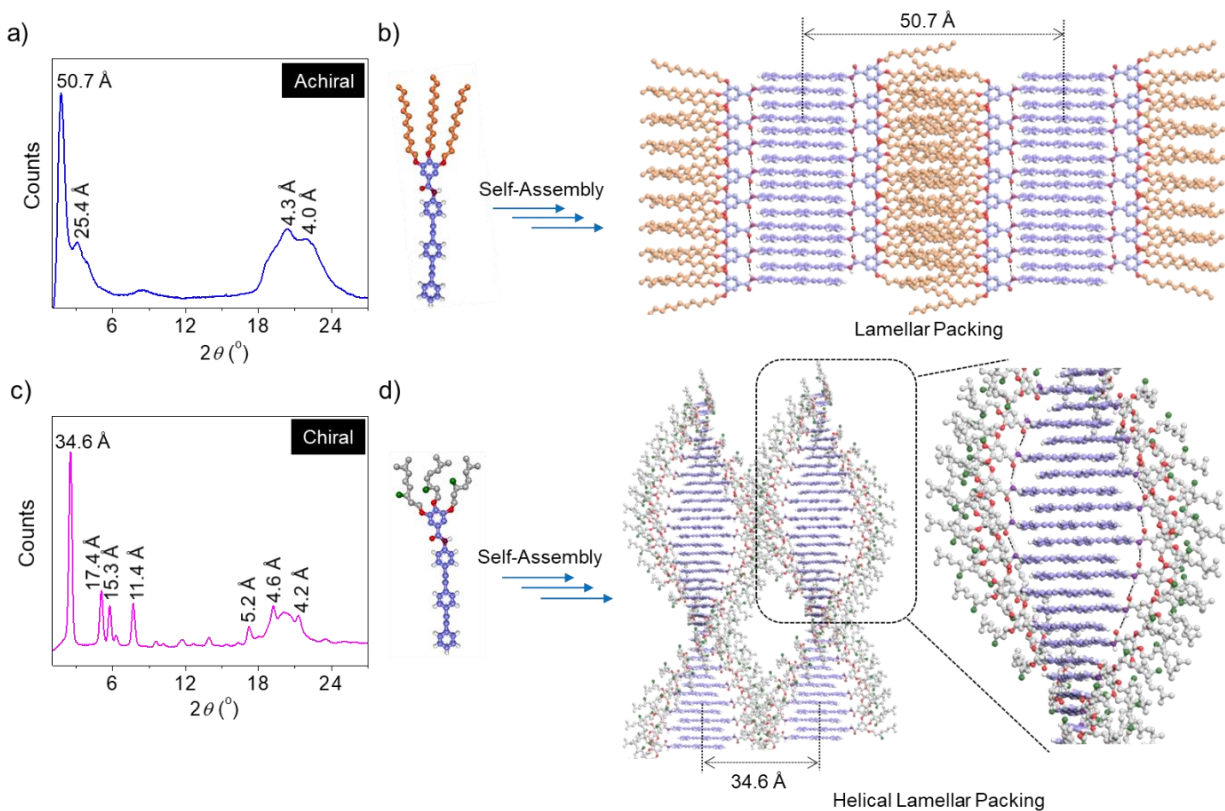 a)
50.7 Å
Achiral
25.4 Å
4.3 Å
4.0 Å
Counts
6
12
18
24
2θ (°)
b)
Self-Assembly
50.7 Å
Lamellar Packing
c)
34.6 Å
Chiral
17.4 Å
15.3 Å
11.4 Å
5.2 Å
4.6 Å
4.2 Å
Counts
6
12
18
24
2θ (°)
d)
Self-Assembly
34.6 Å
Helical Lamellar Packing